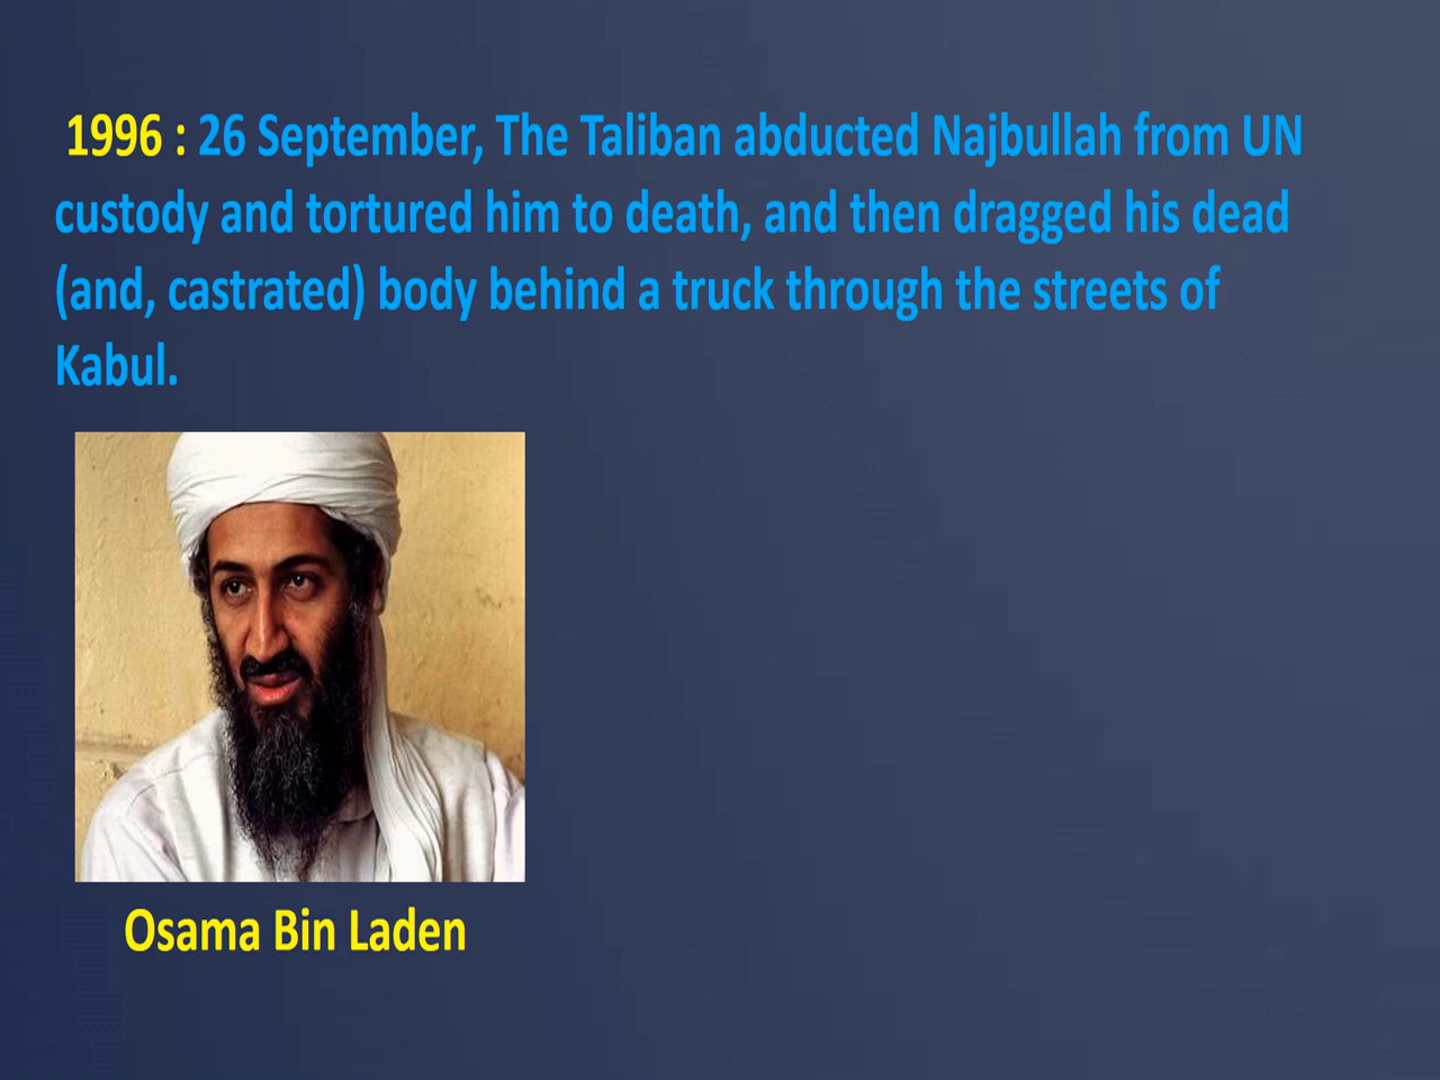 1996 : 26 September, The Taliban abducted Najbullah from UN
custody and tortured him to death, and then dragged his dead
(and, castrated) body behind a truck through the streets of
Kabul.
Osama Bin Laden